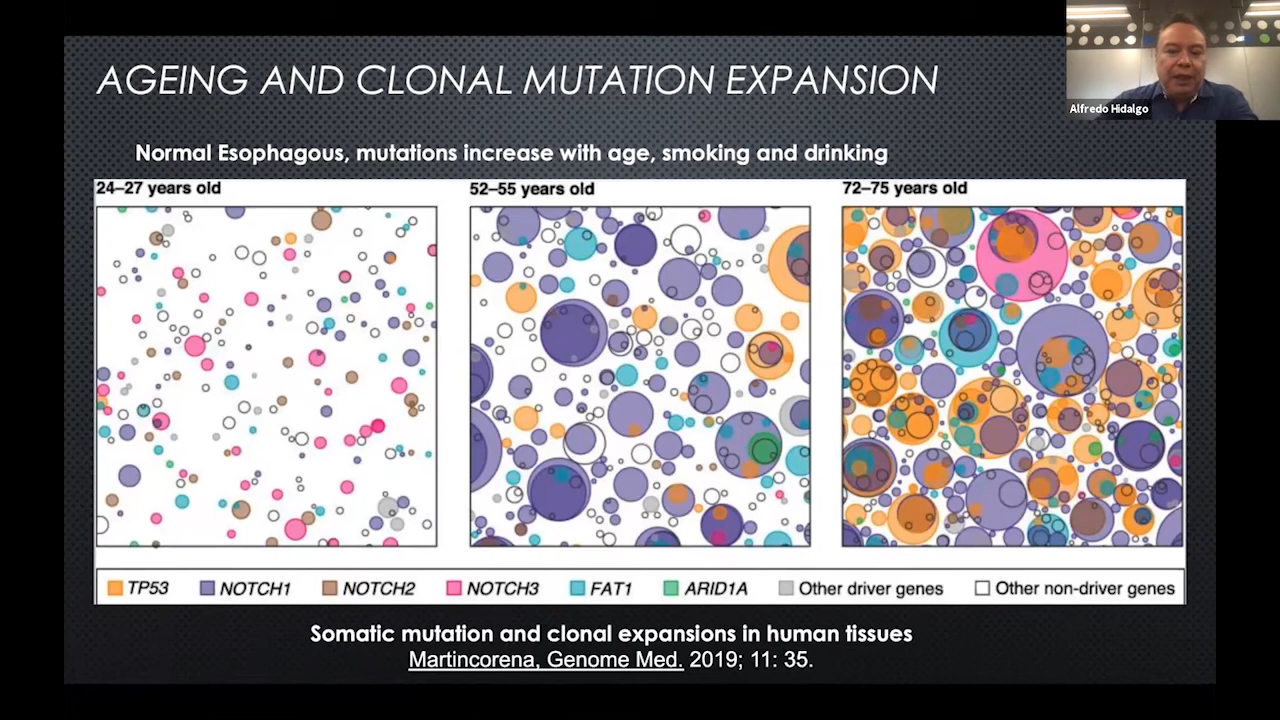 AGEING AND CLONAL MUTATION EXPANSION
Alfredo Hidalgo
Normal Esophagous, mutations increase with age, smoking and drinking
24–27 years old
52–55 years old
72–75 years old
TP53
NOTCH1
NOTCH2
NOTCH3
FAT1
ARID1A
Other driver genes
Other non-driver genes
Somatic mutation and clonal expansions in human tissues
Martincorena, Genome Med. 2019; 11: 35.